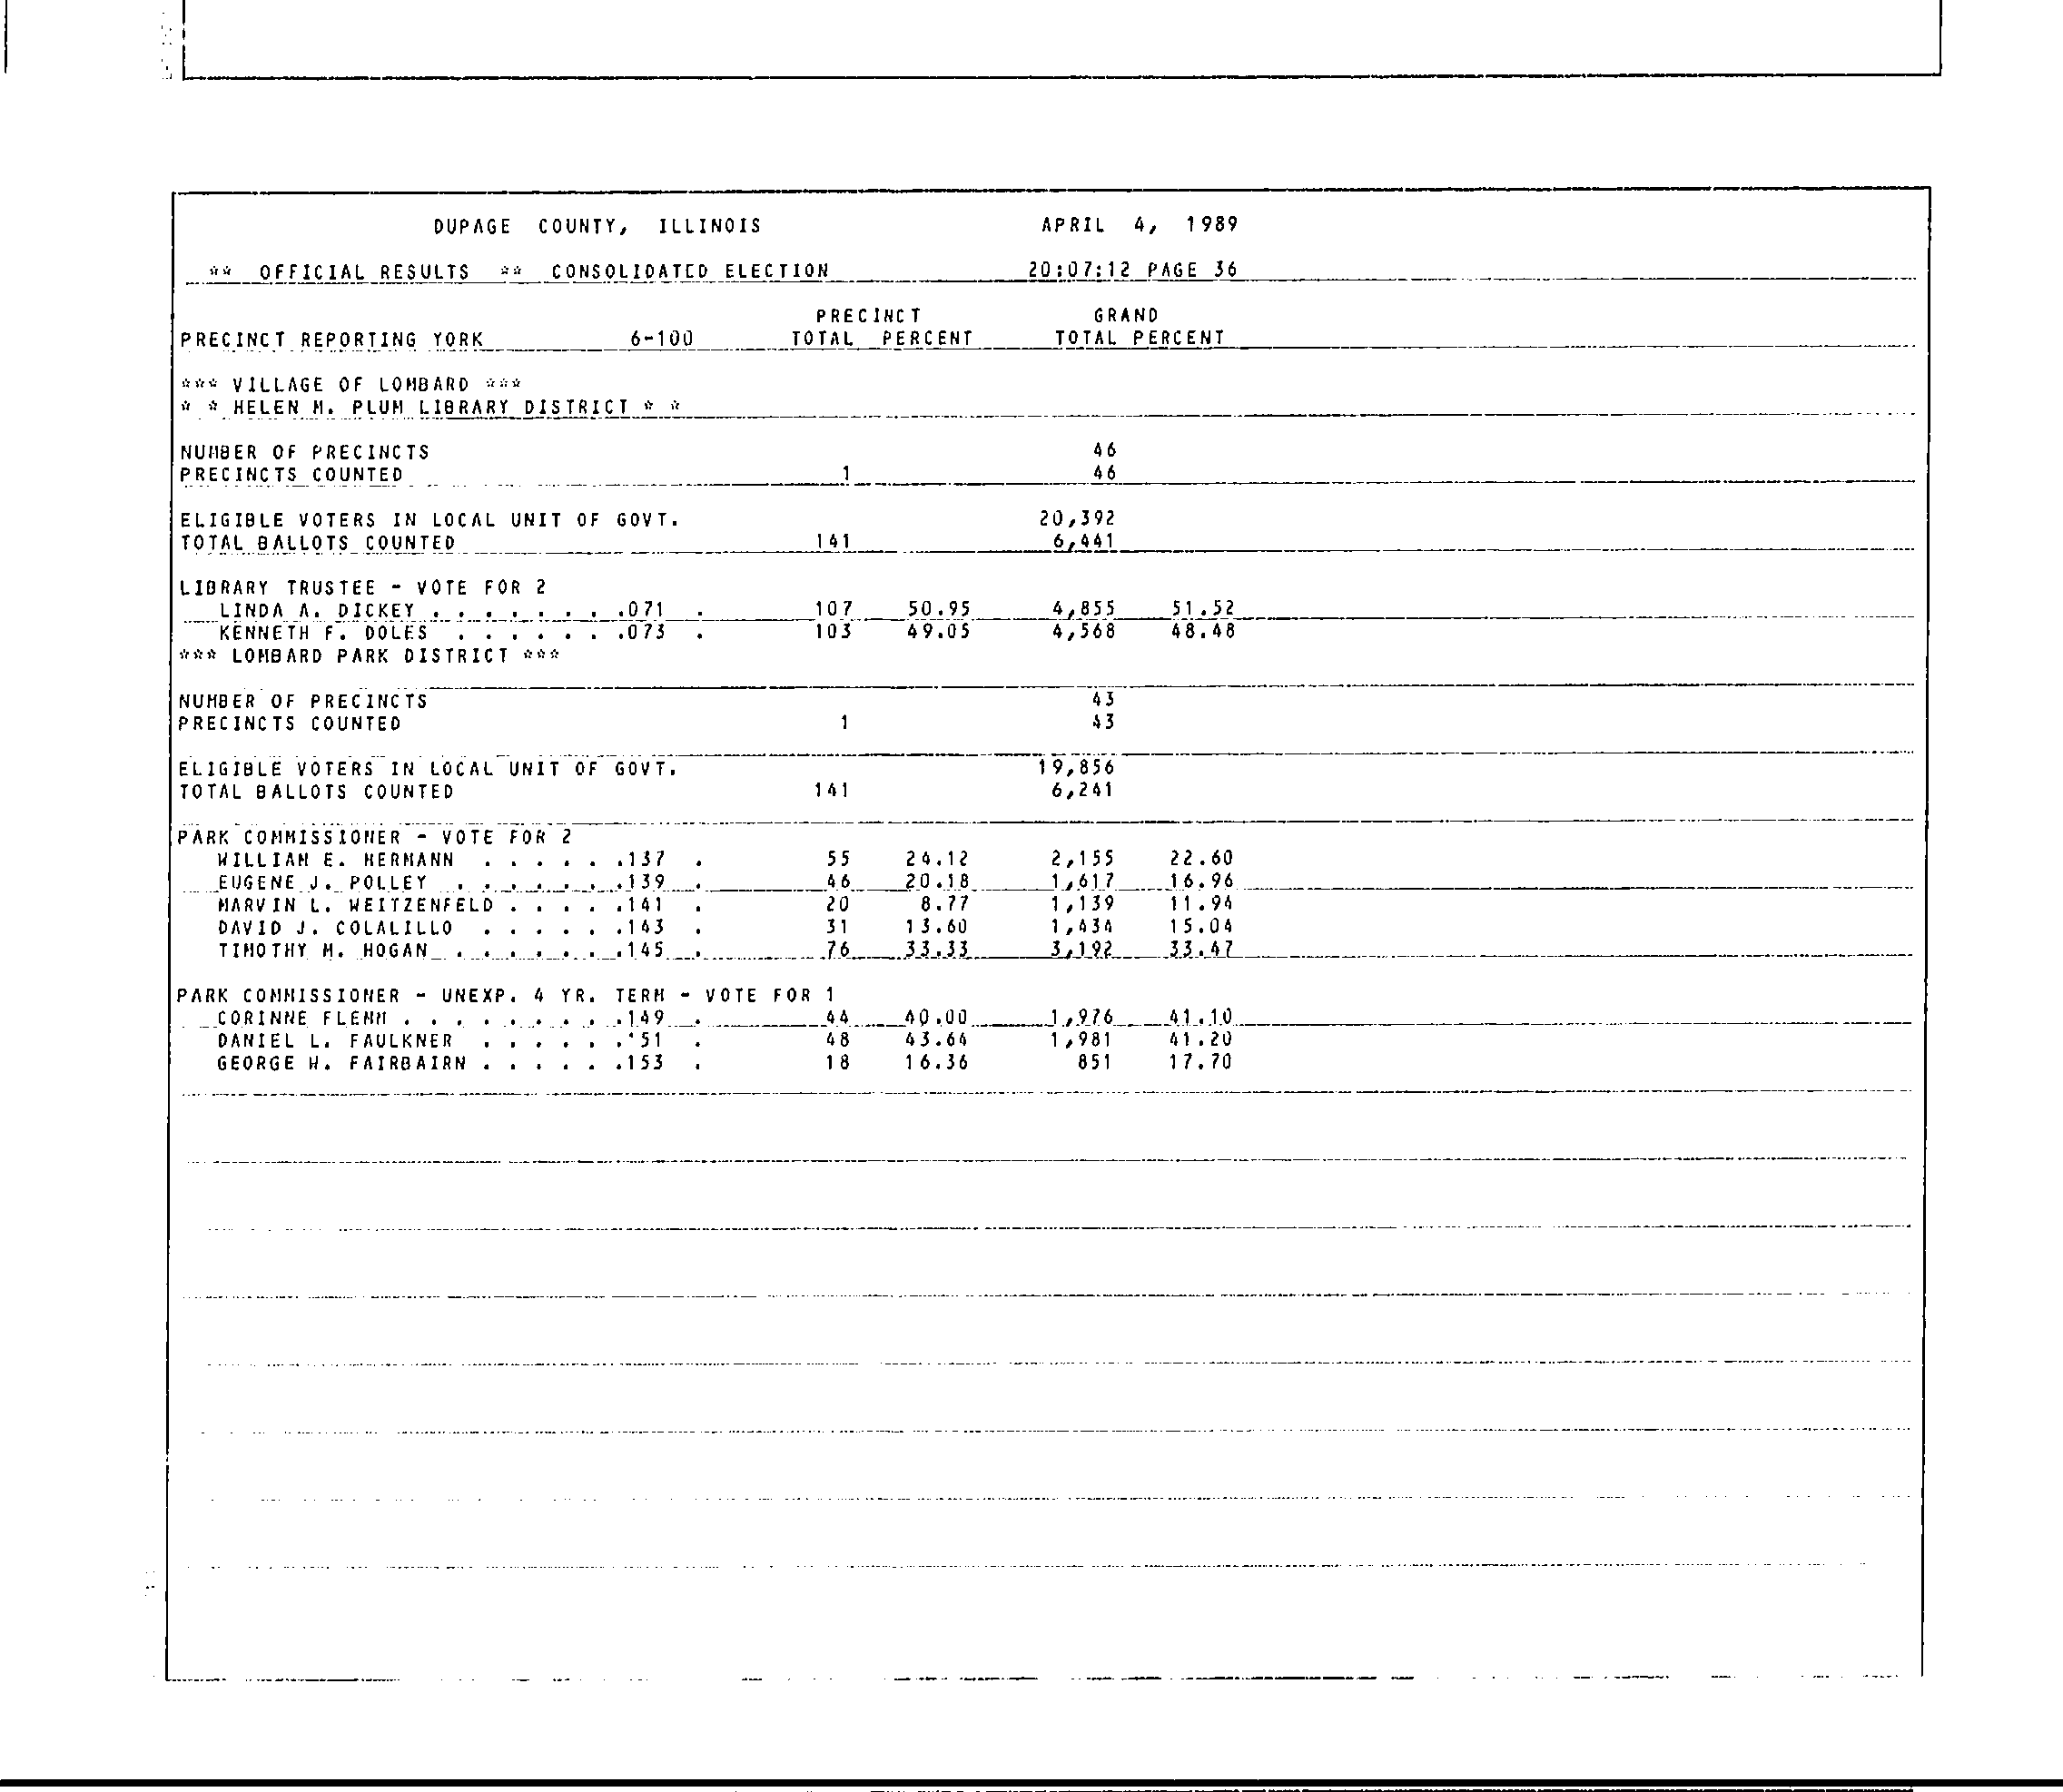 DUPAGE COUNTY, ILLINOIS APRIL 4, 1989
** OFFICIAL RESULTS ** CONSOLIDATED ELECTION 20:07:12 PAGE 36
PRECINCT GRAND
PRECINCT REPORTING YORK 6-100 TOTAL PERCENT TOTAL PERCENT
*** VILLAGE OF LOMBARD ***
* * HELEN M. PLUM LIBRARY DISTRICT * *
NUMBER OF PRECINCTS 46
PRECINCTS COUNTED 1 46
ELIGIBLE VOTERS IN LOCAL UNIT OF GOVT. 20,392
TOTAL BALLOTS COUNTED 141 6,441
LIBRARY TRUSTEE - VOTE FOR 2
LINDA A. DICKEY . . . . . . . .071 . 107 50.95 4,855 51.52
KENNETH F. DOLES . . . . . . .073 . 103 49.05 4,568 48.48
*** LOMBARD PARK DISTRICT ***
NUMBER OF PRECINCTS 43
PRECINCTS COUNTED 1 43
ELIGIBLE VOTERS IN LOCAL UNIT OF GOVT. 19,856
TOTAL BALLOTS COUNTED 141 6,241
PARK COMMISSIONER - VOTE FOR 2
WILLIAM E. HERMANN . . . . . .137 . 55 24.12 2,155 22.60
EUGENE J. POLLEY . . . . . . .139 . 46 20.18 1,617 16.96
MARVIN L. WEITZENFELD . . . . .141 . 20 8.77 1,139 11.94
DAVID J. COLALILLO . . . . . .143 . 31 13.60 1,434 15.04
TIMOTHY M. HOGAN . . . . . . .145 . 76 33.33 3,192 33.47
PARK COMMISSIONER - UNEXP. 4 YR. TERM - VOTE FOR 1
CORINNE FLEMM . . . . . . . . .149 . 44 40.00 1,976 41.10
DANIEL L. FAULKNER . . . . . .'51 . 48 43.64 1,981 41.20
GEORGE W. FAIRBAIRN . . . . . .153 . 18 16.36 851 17.70